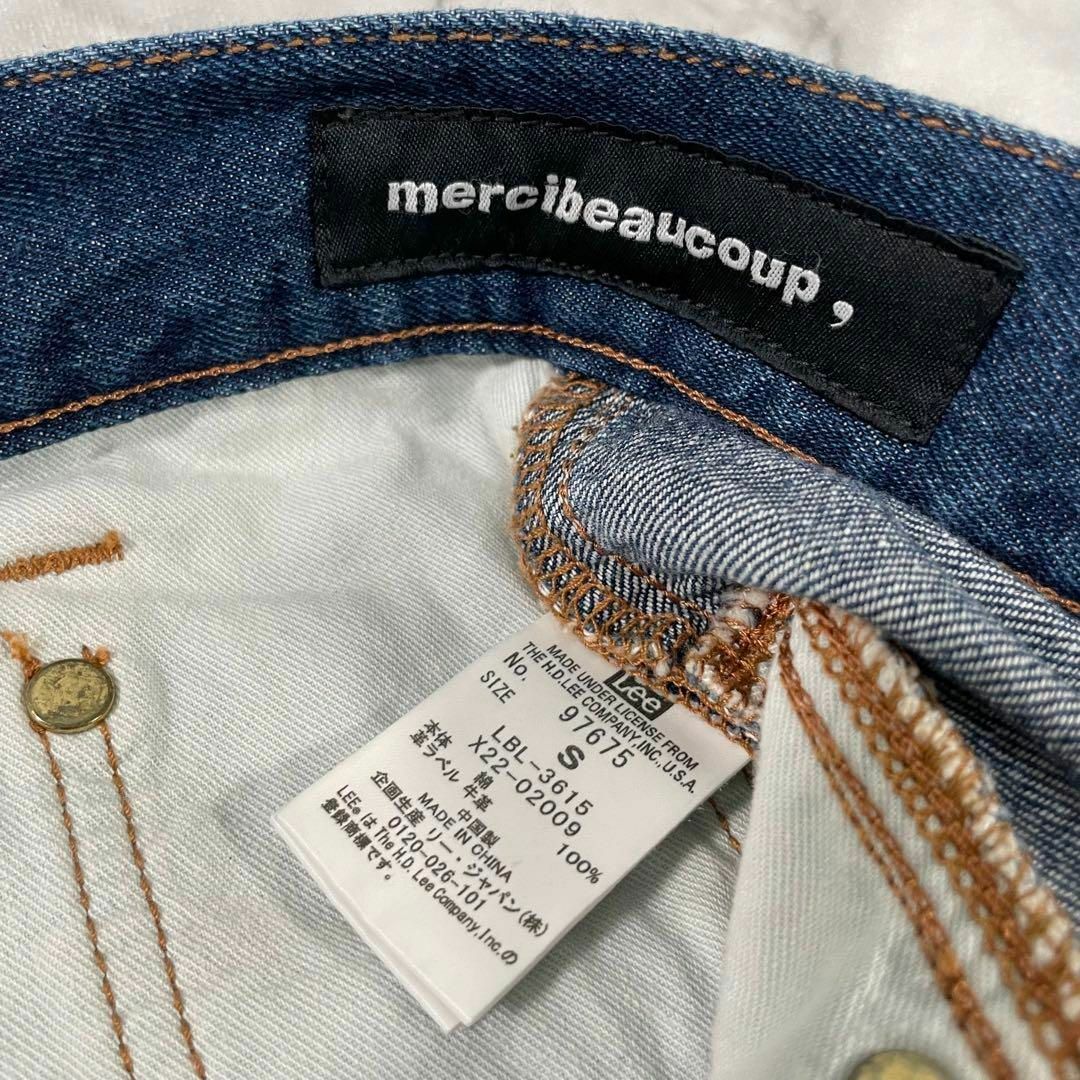 mercibeaucoup,
Lee
MADE UNDER LICENSE FROM
THE H.D. LEE COMPANY, INC., U.S.A.
No. 97675
SIZE S
LBL-3615
X22-02009
本体 綿 100%
革ラベル 牛革
中国製
MADE IN CHINA
0120-026-101
企画生産 リー・ジャパン(株)
LEE® は The H.D. Lee Company, Inc.の
登録商標です。